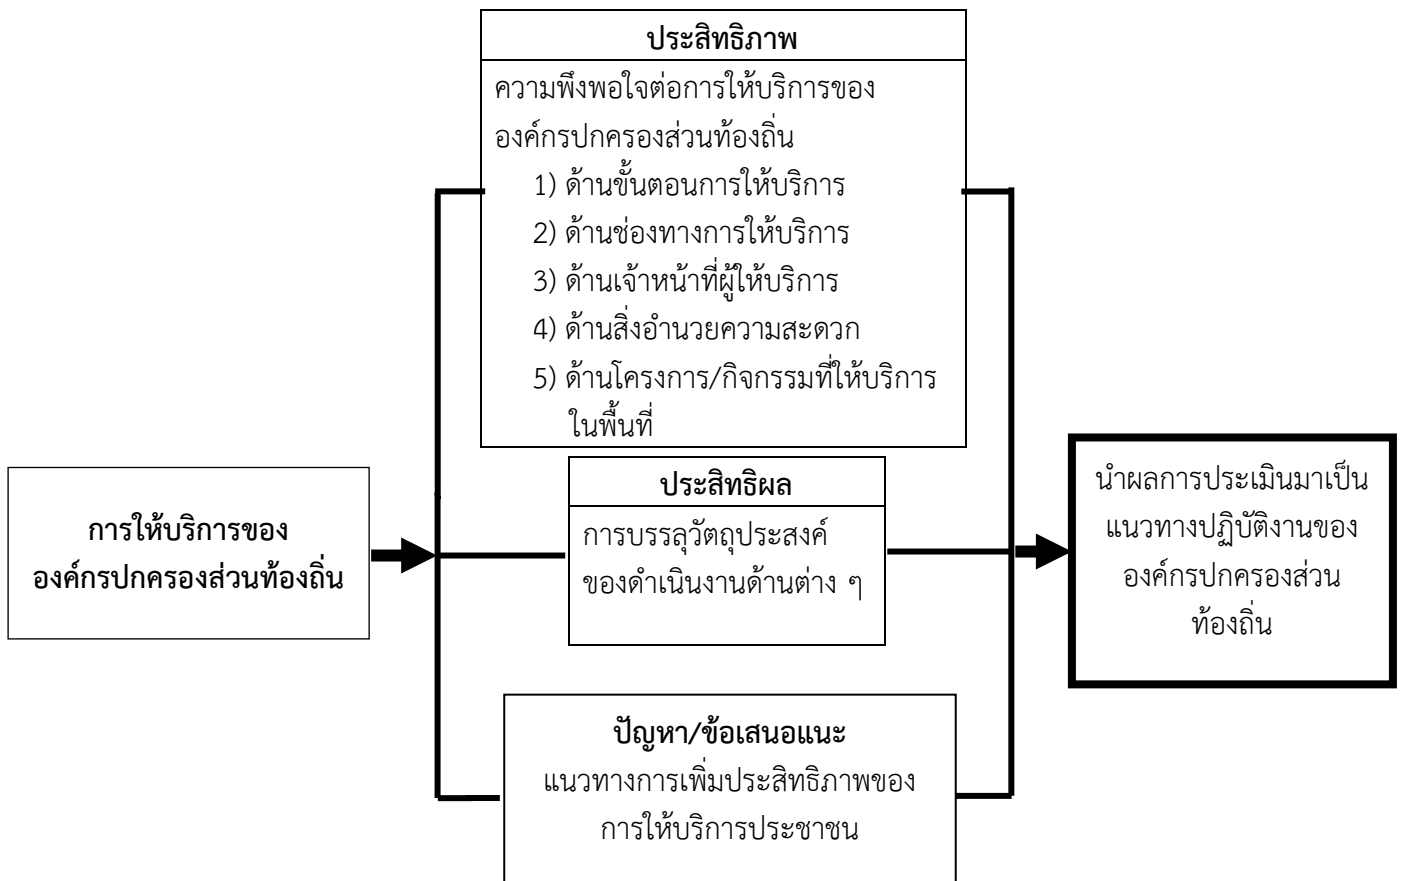 ประสิทธิภาพ
ความพึงพอใจต่อการให้บริการของ
องค์กรปกครองส่วนท้องถิ่น
1) ด้านขั้นตอนการให้บริการ
2) ด้านช่องทางการให้บริการ
3) ด้านเจ้าหน้าที่ผู้ให้บริการ
4) ด้านสิ่งอำนวยความสะดวก
5) ด้านโครงการ/กิจกรรมที่ให้บริการ
ในพื้นที่
การให้บริการของ
องค์กรปกครองส่วนท้องถิ่น
ประสิทธิผล
การบรรลุวัตถุประสงค์
ของดำเนินงานด้านต่าง ๆ
ปัญหา/ข้อเสนอแนะ
แนวทางการเพิ่มประสิทธิภาพของ
การให้บริการประชาชน
นำผลการประเมินมาเป็น
แนวทางปฏิบัติงานของ
องค์กรปกครองส่วน
ท้องถิ่น